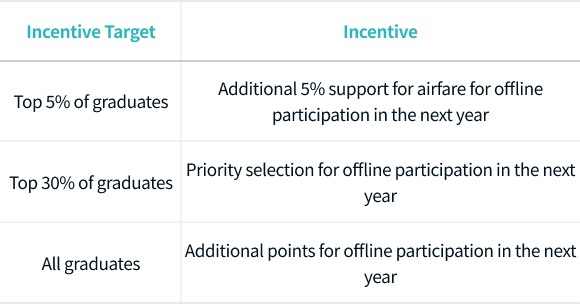 Incentive Target
Incentive
Top 5% of graduates
Additional 5% support for airfare for offline
participation in the next year
Top 30% of graduates
Priority selection for offline participation in the next
year
All graduates
Additional points for offline participation in the next
year